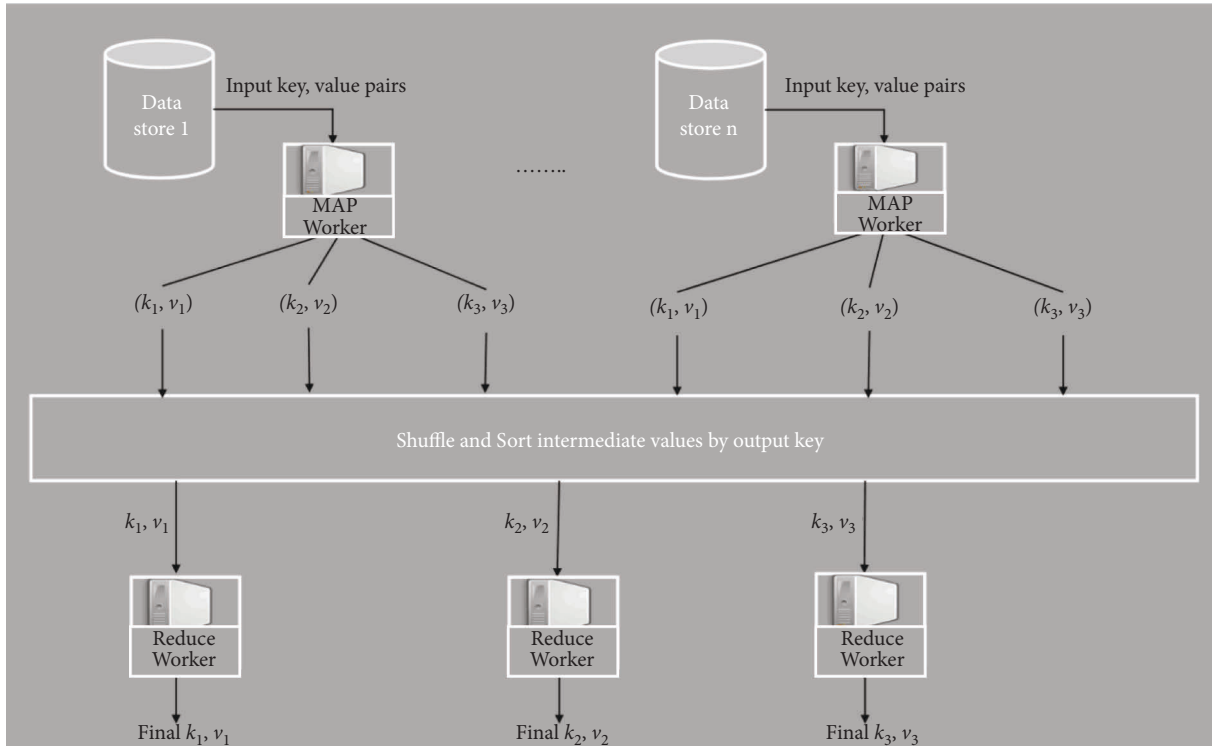 Input key, value pairs
Input key, value pairs
Data
store 1
Data
store n
........
MAP
Worker
MAP
Worker
(k₁, v₁)
(k₂, v₂)
(k₃, v₃)
(k₁, v₁)
(k₂, v₂)
(k₃, v₃)
Shuffle and Sort intermediate values by output key
k₁, v₁
k₂, v₂
k₃, v₃
Reduce
Worker
Reduce
Worker
Reduce
Worker
Final k₁, v₁
Final k₂, v₂
Final k₃, v₃